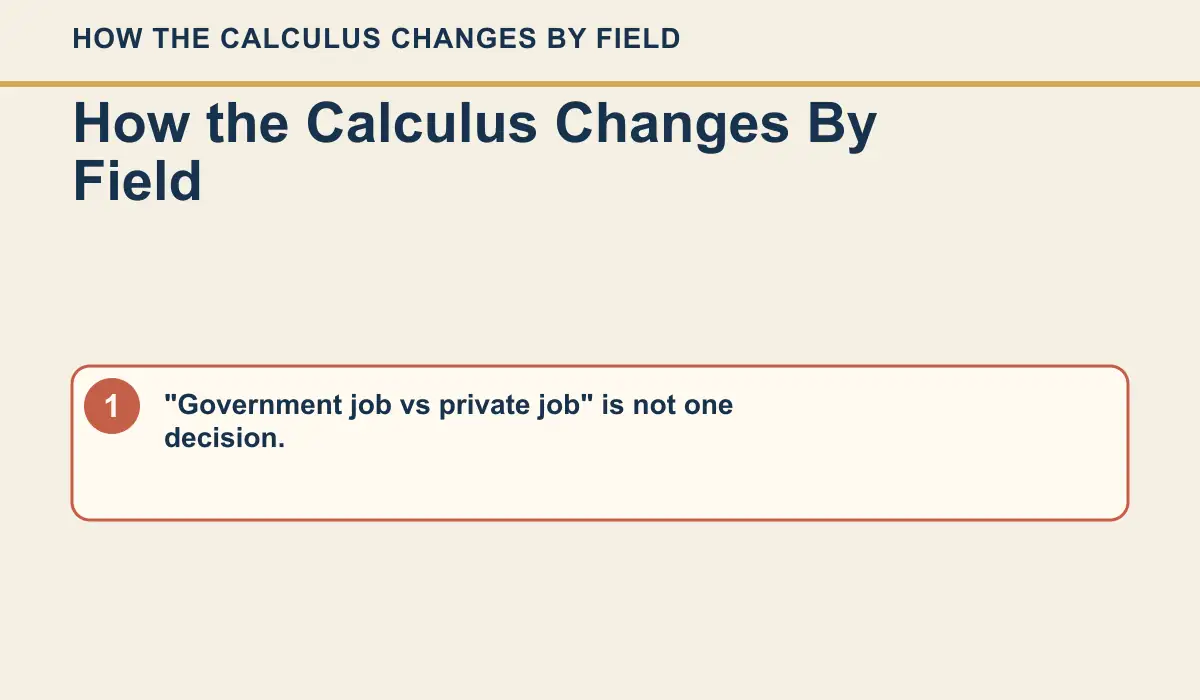 HOW THE CALCULUS CHANGES BY FIELD
How the Calculus Changes By
Field
1
"Government job vs private job" is not one
decision.